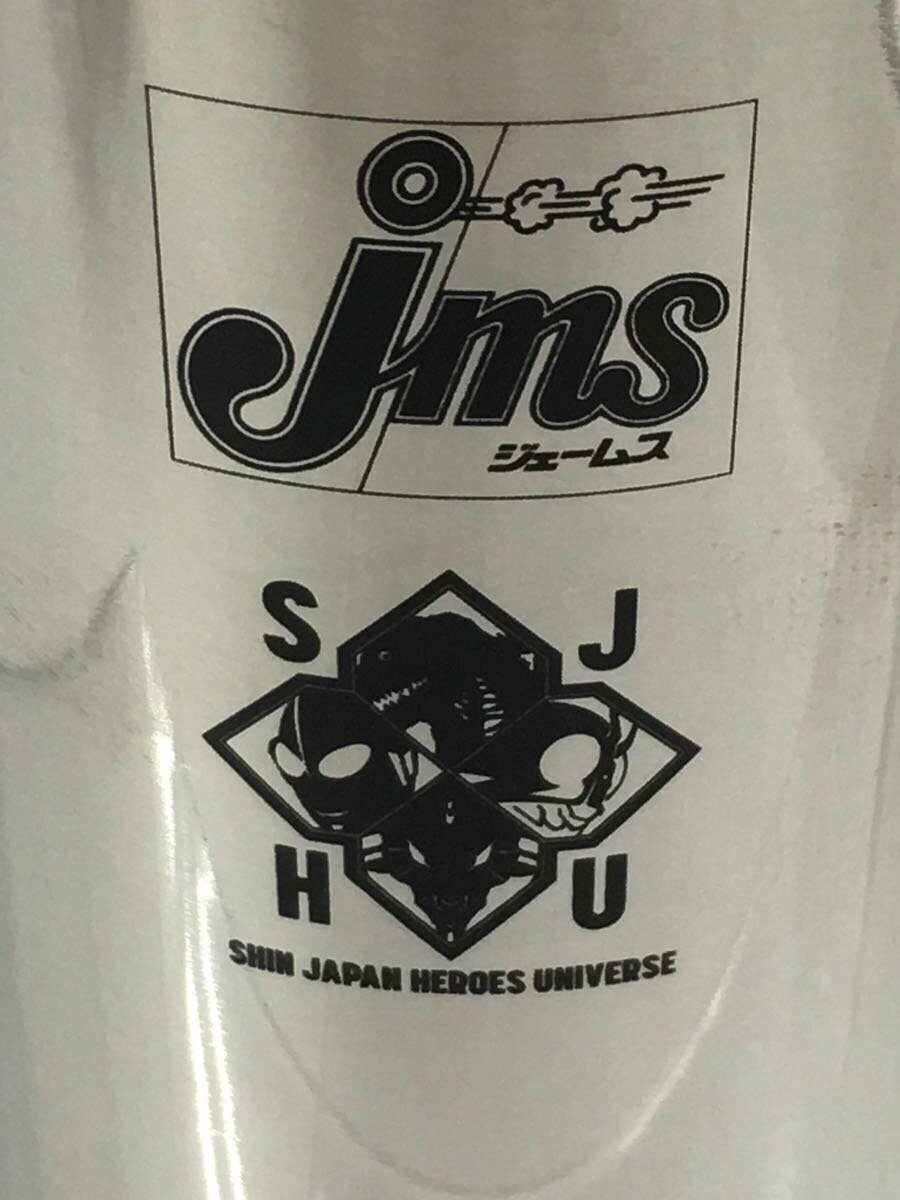 jms
ジェームス
S J
H U
SHIN JAPAN HEROES UNIVERSE